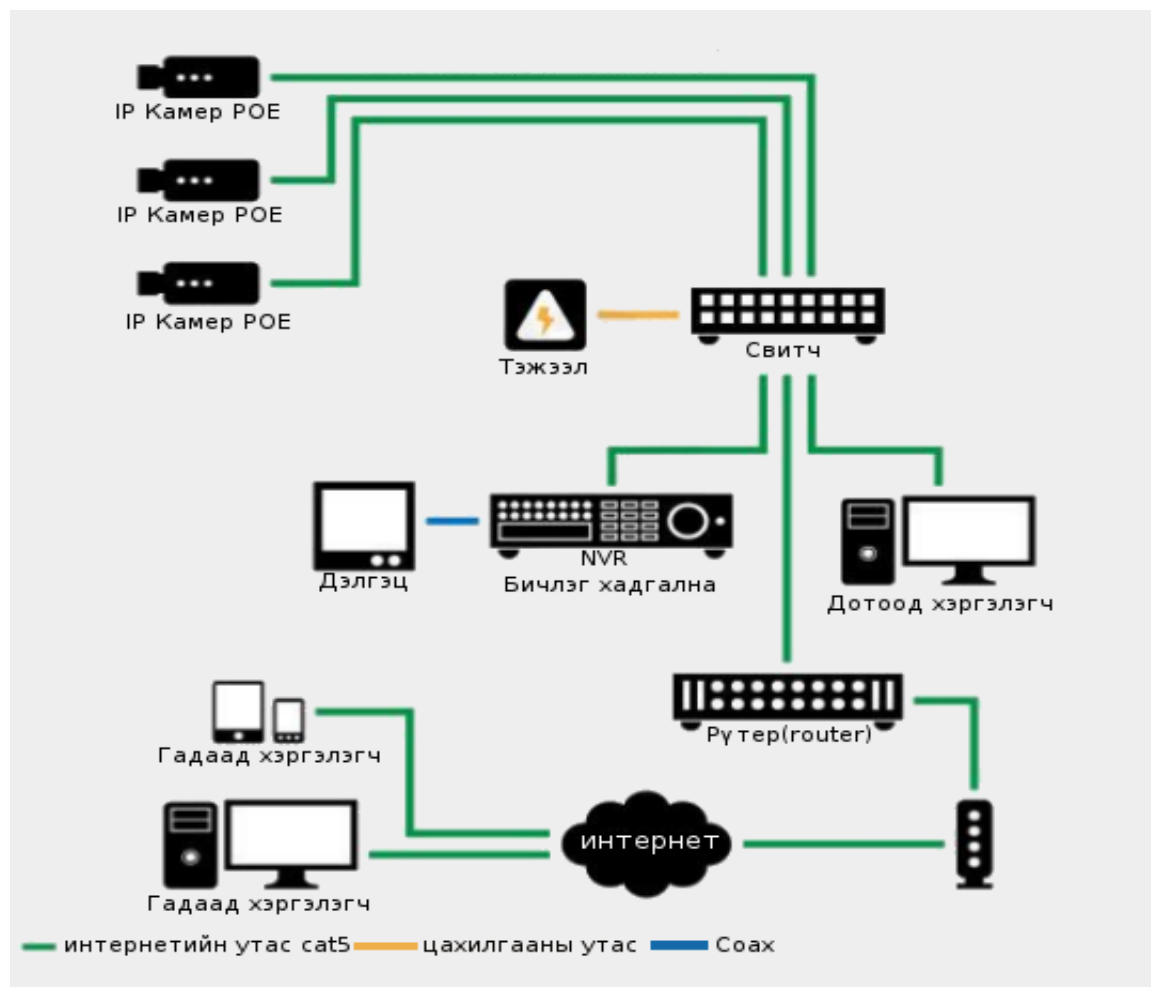 IP Камер POE
IP Камер POE
IP Камер POE
Тэжээл
Свитч
Дэлгэц
NVR
Бичлэг хадгална
Дотоод хэргэлэгч
Рүтер(router)
Гадаад хэргэлэгч
интернет
Гадаад хэргэлэгч
интернетийн утас cat5
цахилгааны утас
Coax